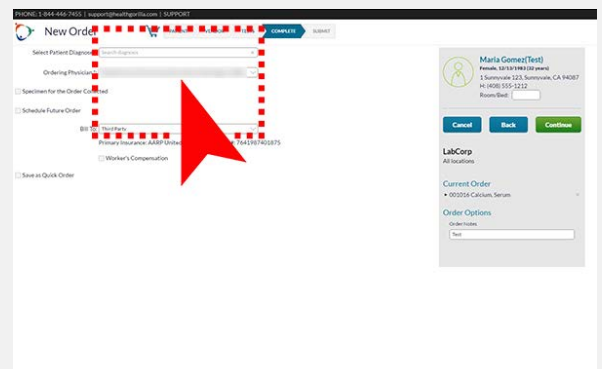 PHONE: 1-844-446-7455 | support@healthgorilla.com | SUPPORT
New Order
COMPLETE
SUBMIT
Select Patient Diagnoses
Search diagnosis
Ordering Physician
Specimen for the Order Collected
Schedule Future Order
Bill To
Third Party
Primary Insurance: AARP United 7641987401875
Worker's Compensation
Save as Quick Order
Maria Gomez(Test)
Female, 12/13/1983 (32 years)
1 Sunnyvale 123, Sunnyvale, CA 94087
H: (408) 555-1212
Room/Bed:
Cancel
Back
Continue
LabCorp
All locations
Current Order
• 001016 Calcium, Serum
Order Options
Order Notes
Test